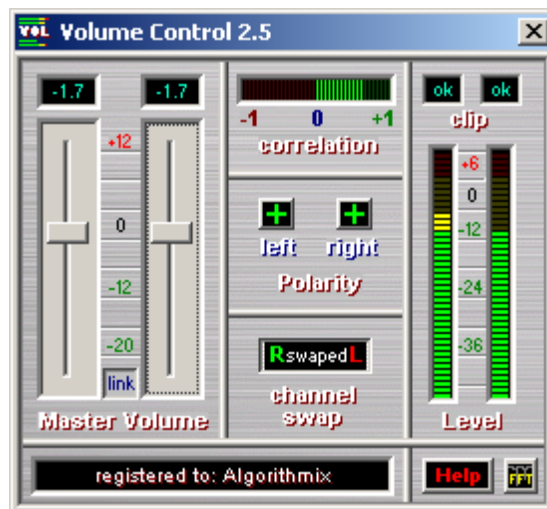 VOL Volume Control 2.5
-1.7 -1.7
+12
0
-12
-20
link
Master Volume
-1 0 +1
correlation
+ +
left right
Polarity
RswapedL
channel
swap
ok ok
clip
+6
0
-12
-24
-36
Level
registered to: Algorithmix
Help FFT